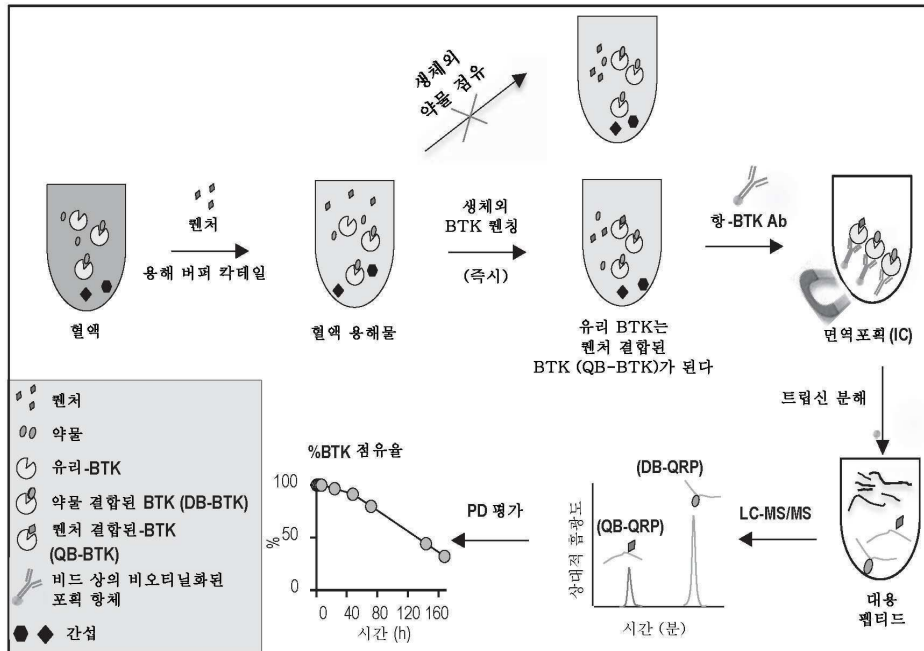 생체외
약물 점유
퀜처
용해 버퍼 칵테일
생체외
BTK 퀜칭
(즉시)
항-BTK Ab
혈액
혈액 용해물
유리 BTK는
퀜처 결합된
BTK (QB-BTK)가 된다
면역포획(IC)
트립신 분해
퀜처
약물
유리-BTK
약물 결합된 BTK (DB-BTK)
퀜처 결합된-BTK
(QB-BTK)
비드 상의 비오티닐화된
포획 항체
간섭
%BTK 점유율
100
50
0
%
0 40 80 120 160
시간 (h)
PD 평가
(DB-QRP)
(QB-QRP)
상대적 흡광도
시간 (분)
LC-MS/MS
대용
펩티드